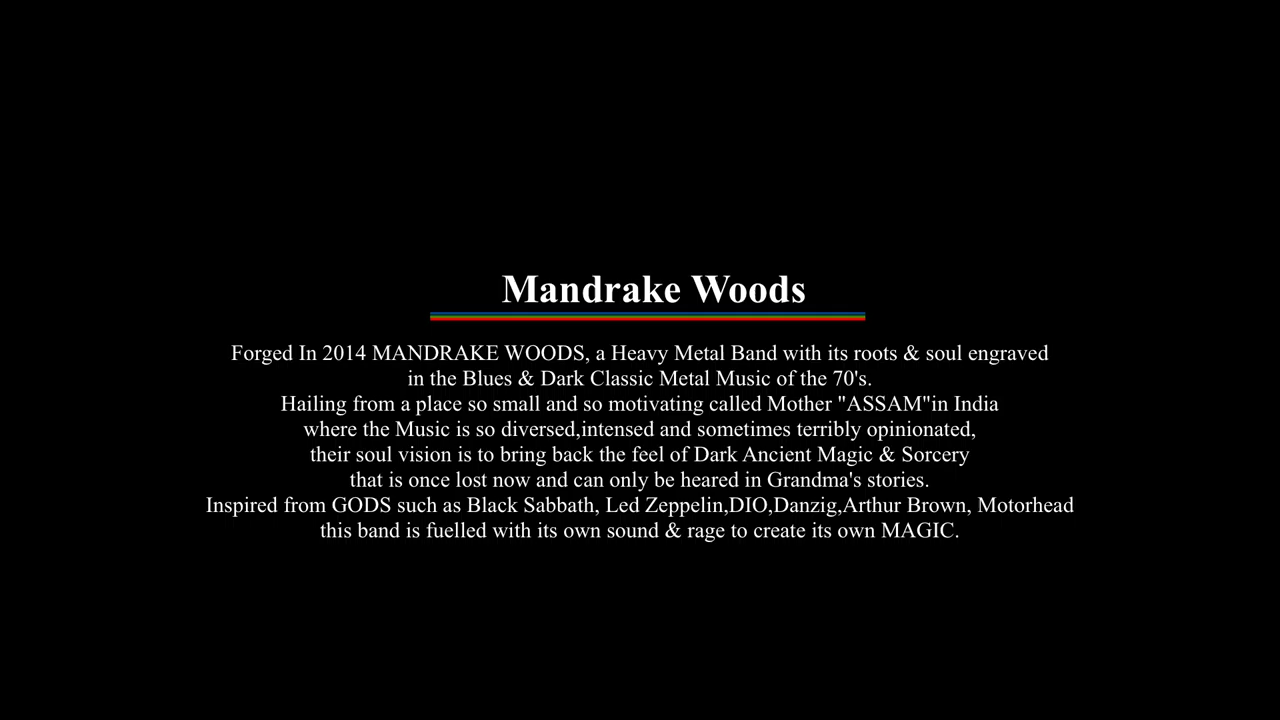 Mandrake Woods
Forged In 2014 MANDRAKE WOODS, a Heavy Metal Band with its roots & soul engraved
in the Blues & Dark Classic Metal Music of the 70's.
Hailing from a place so small and so motivating called Mother "ASSAM"in India
where the Music is so diversed,intensed and sometimes terribly opinionated,
their soul vision is to bring back the feel of Dark Ancient Magic & Sorcery
that is once lost now and can only be heared in Grandma's stories.
Inspired from GODS such as Black Sabbath, Led Zeppelin,DIO,Danzig,Arthur Brown, Motorhead
this band is fuelled with its own sound & rage to create its own MAGIC.